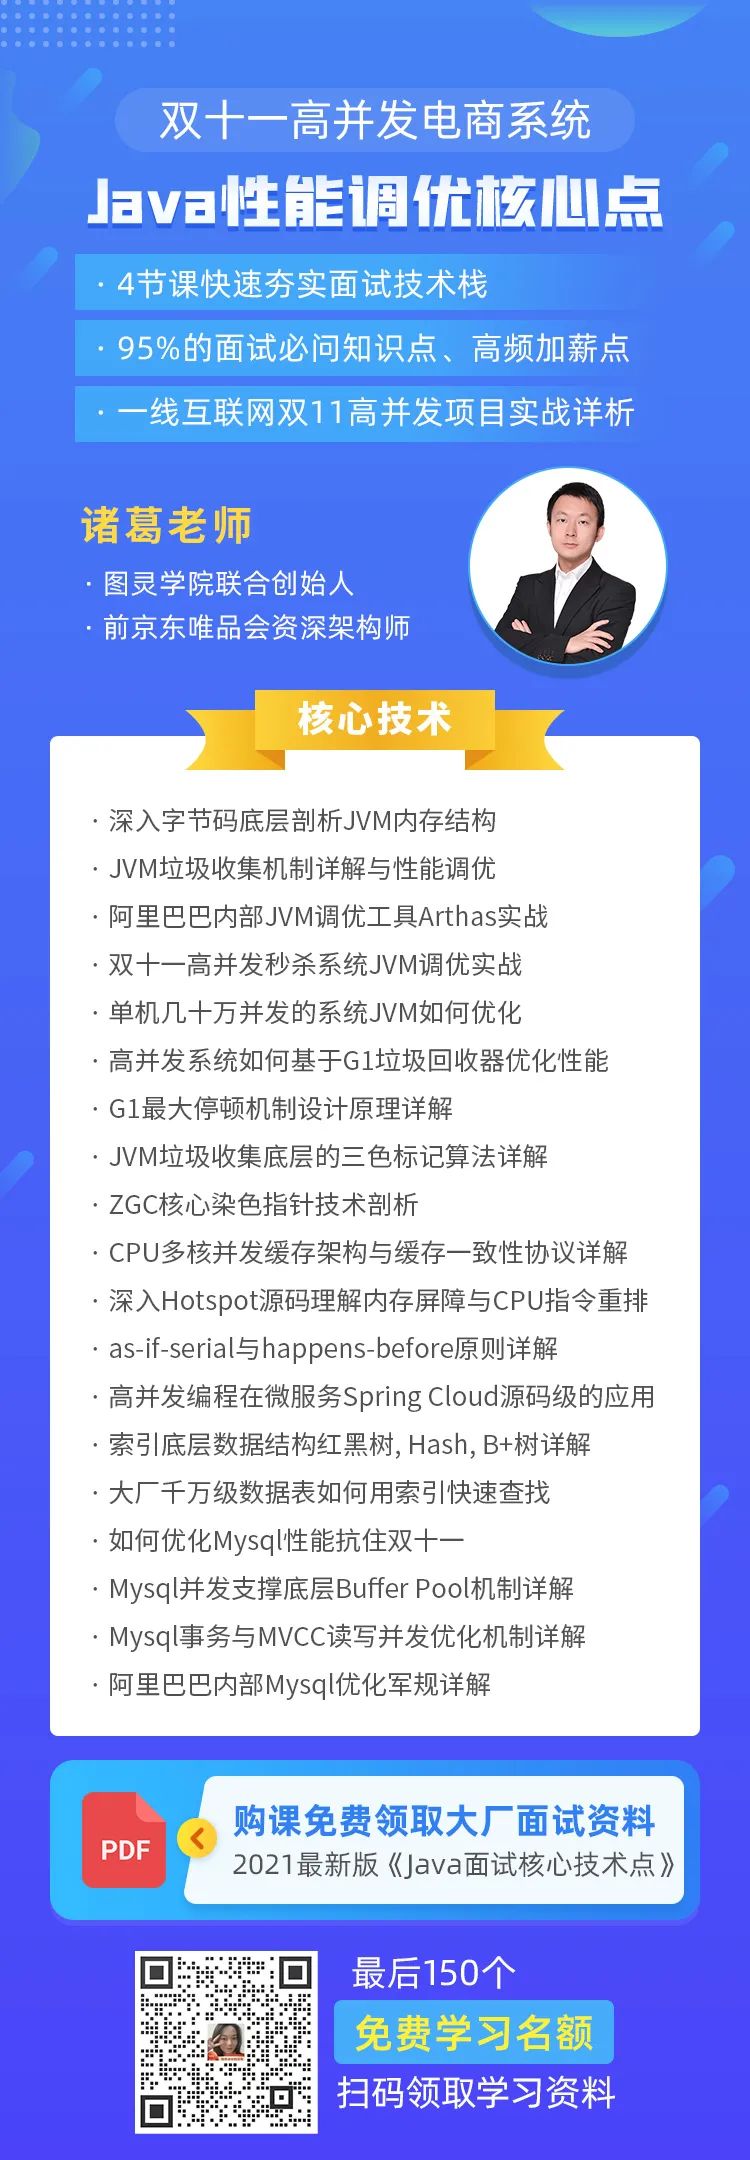 双十一高并发电商系统
Java性能调优核心点
· 4节课快速夯实面试技术栈
· 95%的面试必问知识点、高频加薪点
· 一线互联网双11高并发项目实战详析
诸葛老师
· 图灵学院联合创始人
· 前京东唯品会资深架构师
核心技术
· 深入字节码底层剖析JVM内存结构
· JVM垃圾收集机制详解与性能调优
· 阿里巴巴内部JVM调优工具Arthas实战
· 双十一高并发秒杀系统JVM调优实战
· 单机几十万并发的系统JVM如何优化
· 高并发系统如何基于G1垃圾回收器优化性能
· G1最大停顿机制设计原理详解
· JVM垃圾收集底层的三色标记算法详解
· ZGC核心染色指针技术剖析
· CPU多核并发缓存架构与缓存一致性协议详解
· 深入Hotspot源码理解内存屏障与CPU指令重排
· as-if-serial与happens-before原则详解
· 高并发编程在微服务Spring Cloud源码级的应用
· 索引底层数据结构红黑树, Hash, B+树详解
· 大厂千万级数据表如何用索引快速查找
· 如何优化Mysql性能抗住双十一
· Mysql并发支撑底层Buffer Pool机制详解
· Mysql事务与MVCC读写并发优化机制详解
· 阿里巴巴内部Mysql优化军规详解
PDF
购课免费领取大厂面试资料
2021最新版《Java面试核心技术点》
最后150个
免费学习名额
扫码领取学习资料